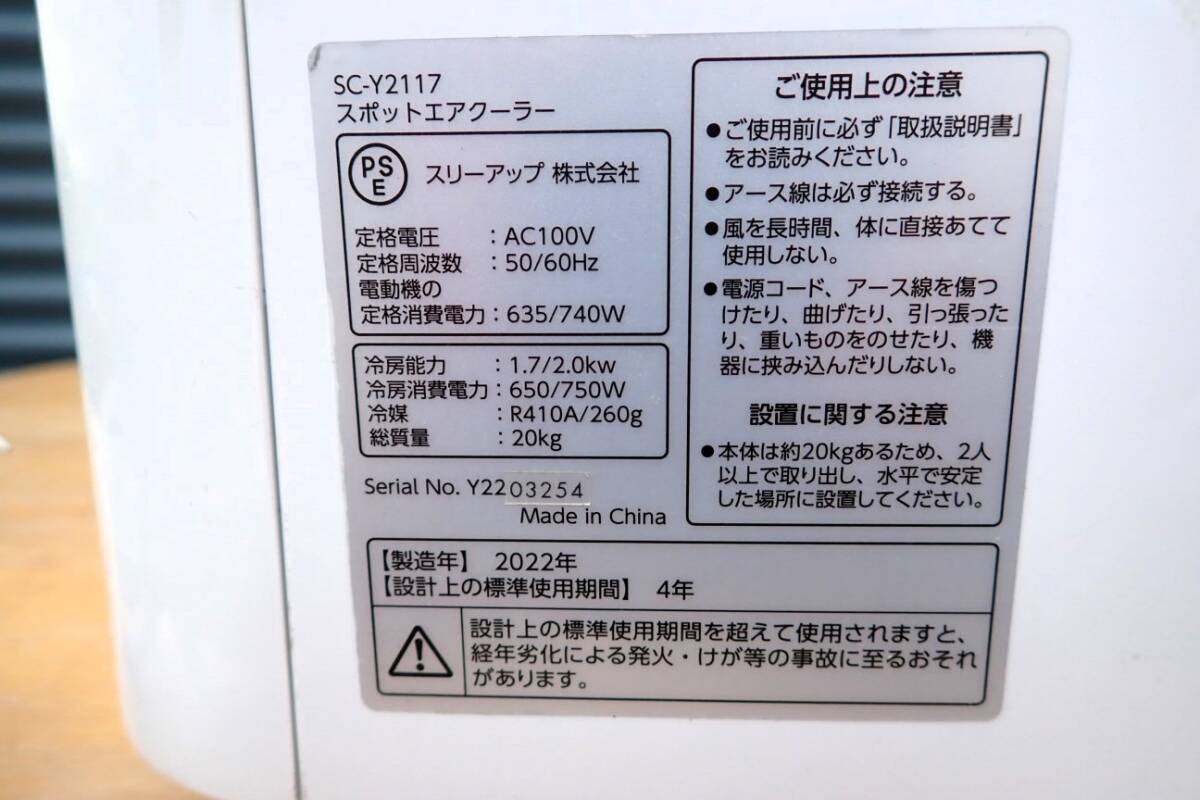 SC-Y2117
スポットエアクーラー
PS
E
スリーアップ 株式会社
定格電圧 : AC100V
定格周波数 : 50/60Hz
電動機の
定格消費電力 : 635/740W
冷房能力 : 1.7/2.0kw
冷房消費電力 : 650/750W
冷媒 : R410A/260g
総質量 : 20kg
Serial No. Y2203254
Made in China
ご使用上の注意
●ご使用前に必ず「取扱説明書」
をお読みください。
●アース線は必ず接続する。
●風を長時間、体に直接あてて
使用しない。
●電源コード、アース線を傷つ
けたり、曲げたり、引っ張った
り、重いものをのせたり、機
器に挟み込んだりしない。
設置に関する注意
●本体は約20kgあるため、2人
以上で取り出し、水平で安定
した場所に設置してください。
【製造年】 2022年
【設計上の標準使用期間】 4年
設計上の標準使用期間を超えて使用されますと、
経年劣化による発火・けが等の事故に至るおそれ
があります。